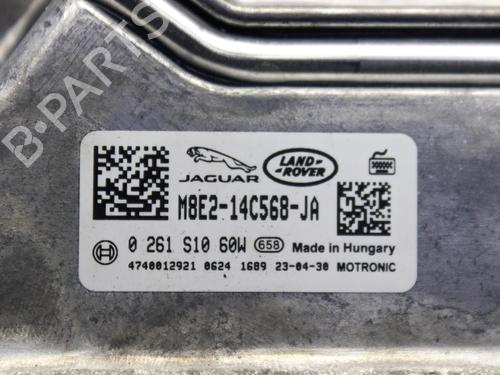 B-PARTS
JAGUAR
LAND
ROVER
M8E2-14C568-JA
0 261 S10 60W 658 Made in Hungary
4740012921 0624 1689 23-04-30 MOTRONIC